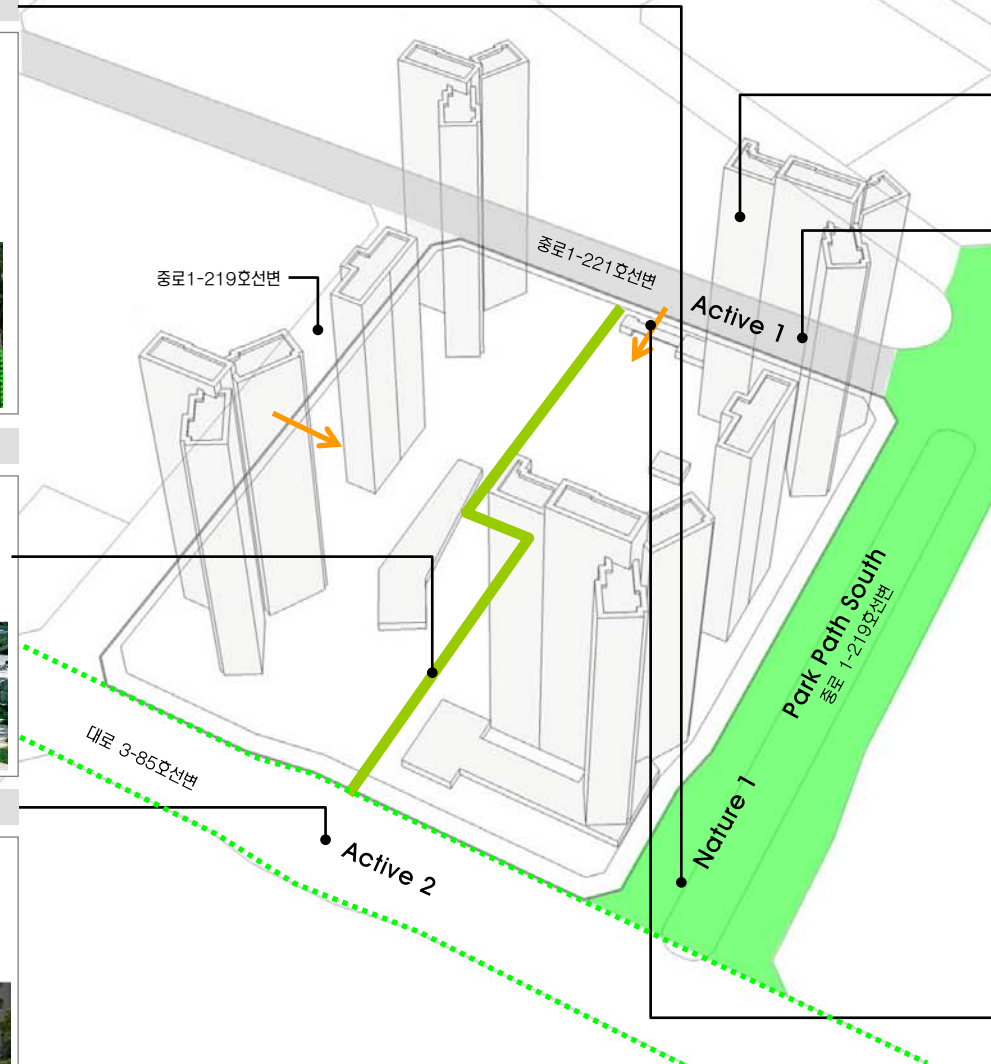 중로1-221호선변
중로1-219호선변
Active 1
Park Path South
중로 1-219호선변
대로 3-85호선변
Nature 1
Active 2